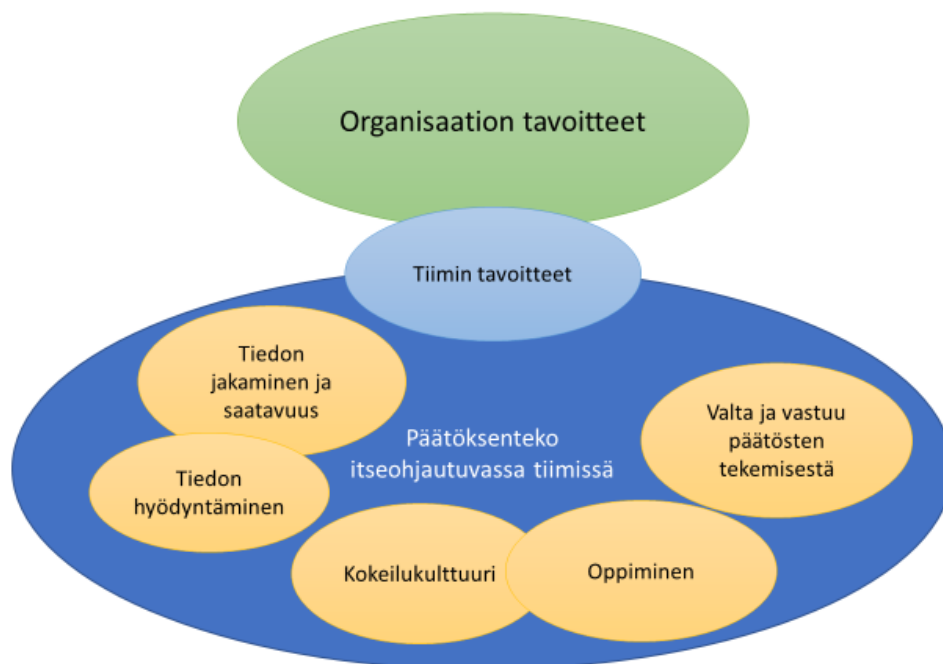 Organisaation tavoitteet
Tiimin tavoitteet
Tiedon
jakaminen ja
saatavuus
Tiedon
hyödyntäminen
Päätöksenteko
itseohjautuvassa tiimissä
Valta ja vastuu
päätösten
tekemisestä
Kokeilukulttuuri
Oppiminen